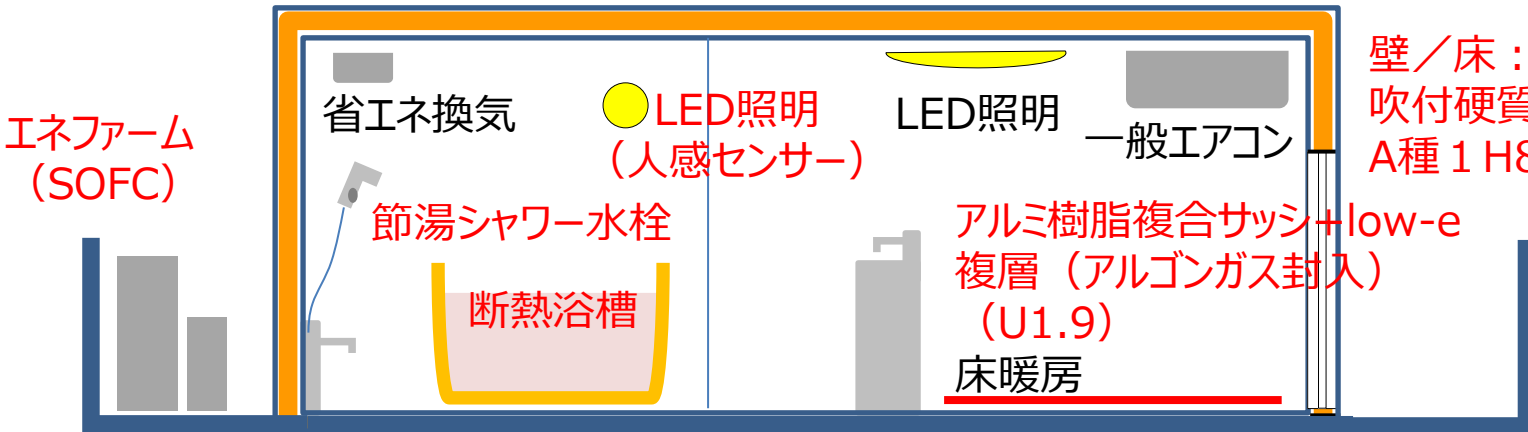 エネファーム
（SOFC）
省エネ換気
LED照明
（人感センサー）
LED照明
一般エアコン
壁／床：
吹付硬質
A種１H8
節湯シャワー水栓
断熱浴槽
アルミ樹脂複合サッシ+low-e
複層（アルゴンガス封入）
（U1.9）
床暖房